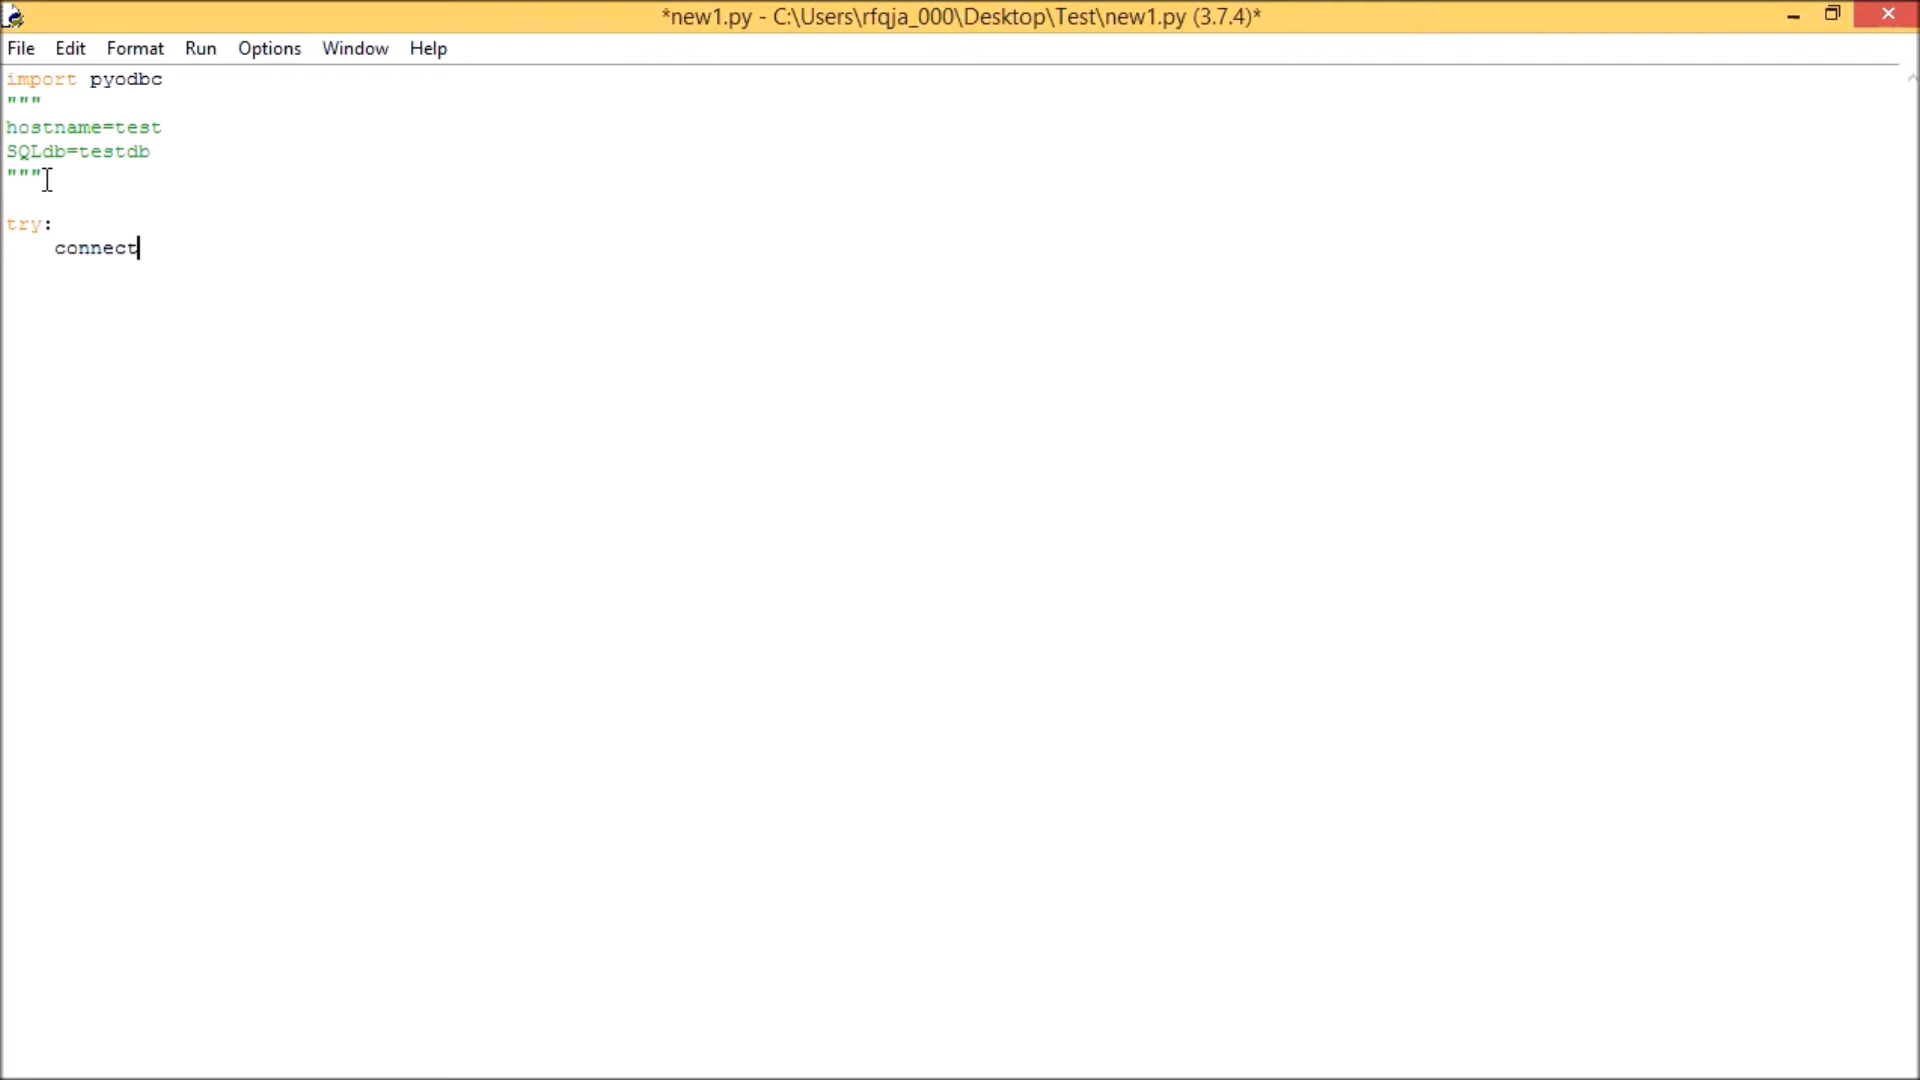 *new1.py - C:\Users\rfqja_000\Desktop\Test\new1.py (3.7.4)*
File Edit Format Run Options Window Help
import pyodbc
"""
hostname=test
SQLdb=testdb
"""
try:
    connect